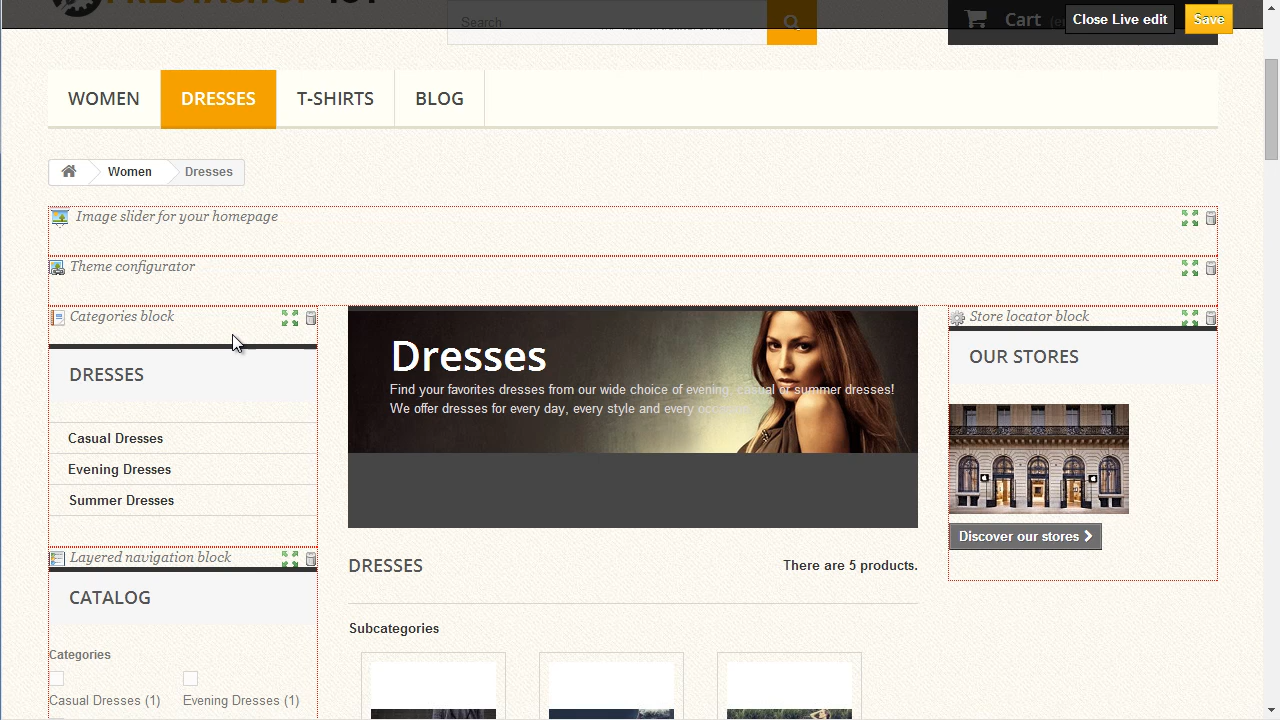 Search
Cart
Close Live edit
Save
WOMEN
DRESSES
T-SHIRTS
BLOG
Women
Dresses
Image slider for your homepage
Theme configurator
Categories block
DRESSES
Casual Dresses
Evening Dresses
Summer Dresses
Layered navigation block
CATALOG
Categories
Casual Dresses (1)
Evening Dresses (1)
Dresses
Find your favorites dresses from our wide choice of evening, casual or summer dresses!
We offer dresses for every day, every style and every
DRESSES
There are 5 products.
Subcategories
Store locator block
OUR STORES
Discover our stores